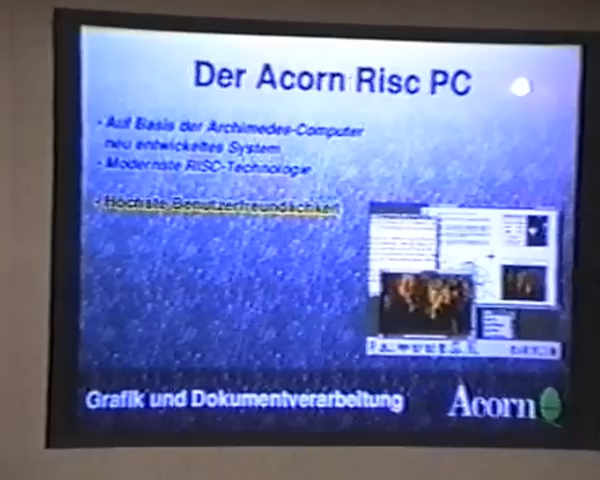 Der Acorn Risc PC
- Auf Basis der Archimedes-Computer
neu entwickeltes System
- Modernste RISC-Technologie
- Höchste Benutzerfreundlichkeit
Grafik und Dokumentverarbeitung
Acorn